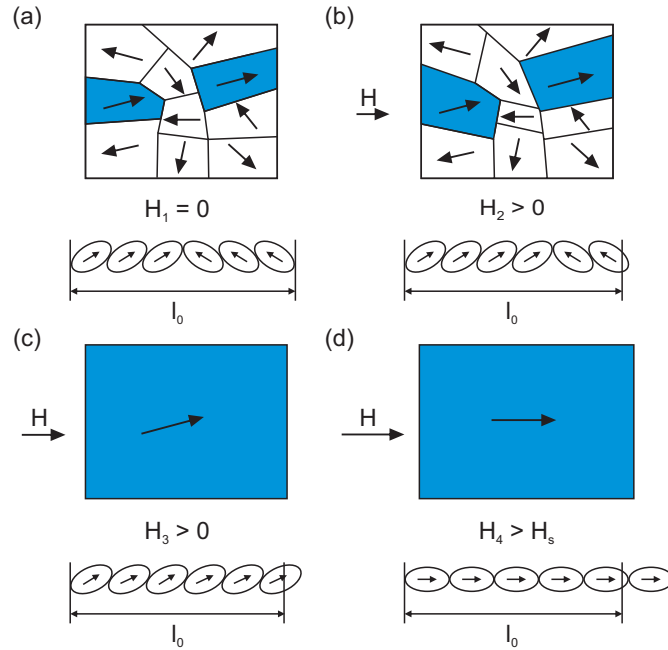 (a)
(b)
H
H₁ = 0
H₂ > 0
l₀
l₀
(c)
(d)
H
H
H₃ > 0
H₄ > Hₛ
l₀
l₀